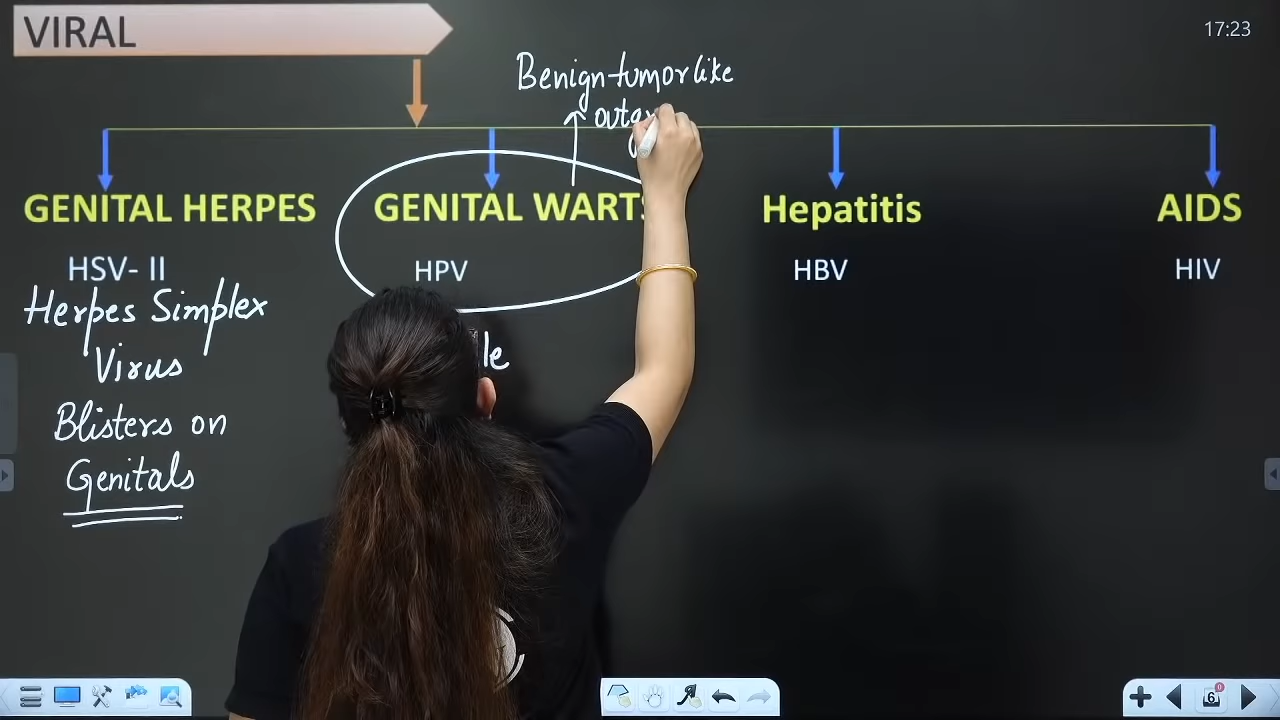 VIRAL
17:23
Benign tumor like
GENITAL HERPES
GENITAL WARTS
Hepatitis
AIDS
HSV- II
HPV
HBV
HIV
Herpes Simplex
Virus
Blisters on
Genitals
6